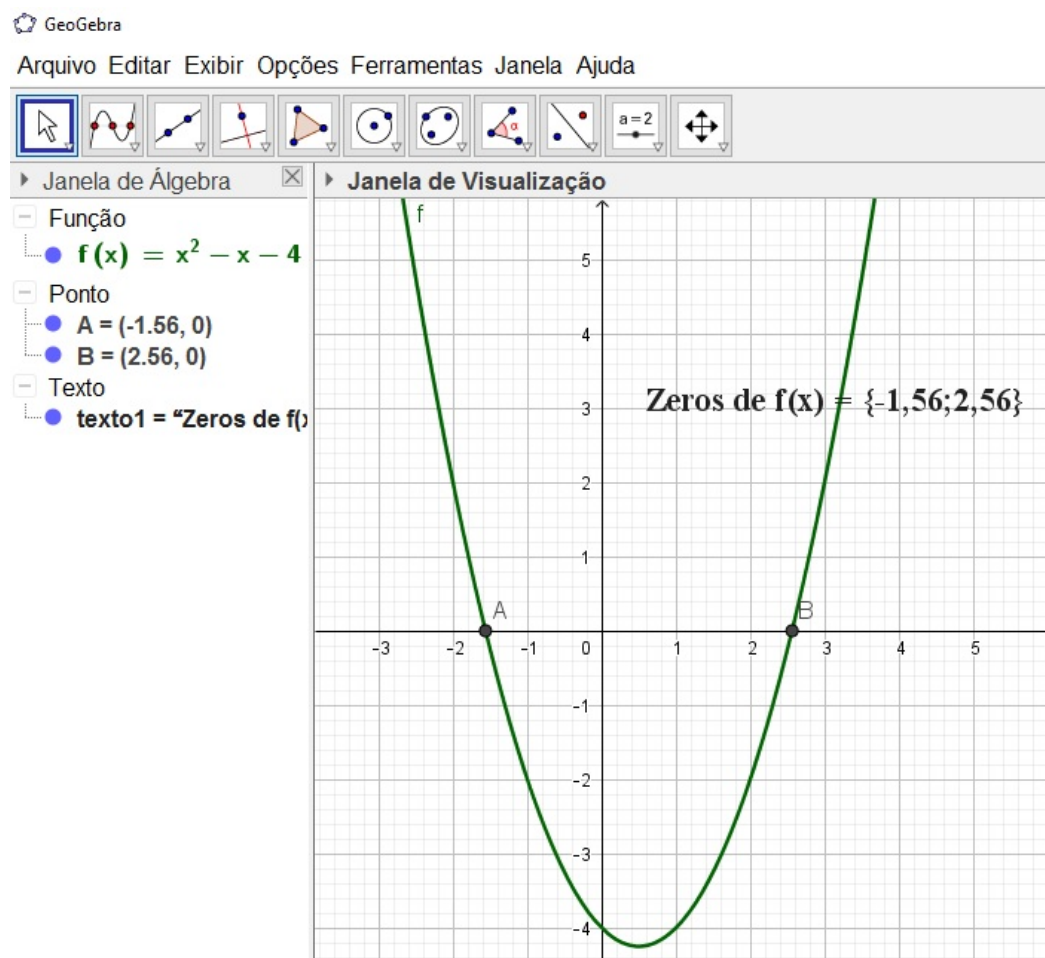 GeoGebra
Arquivo Editar Exibir Opções Ferramentas Janela Ajuda
α
a = 2
Janela de Álgebra
Janela de Visualização
Função
f (x) = x² − x − 4
Ponto
A = (-1.56, 0)
B = (2.56, 0)
Texto
texto1 = “Zeros de f(x
f
5
4
3
2
1
-1
-2
-3
-4
Zeros de f(x) = {-1,56;2,56}
A
B
-3 -2 -1 0 1 2 3 4 5